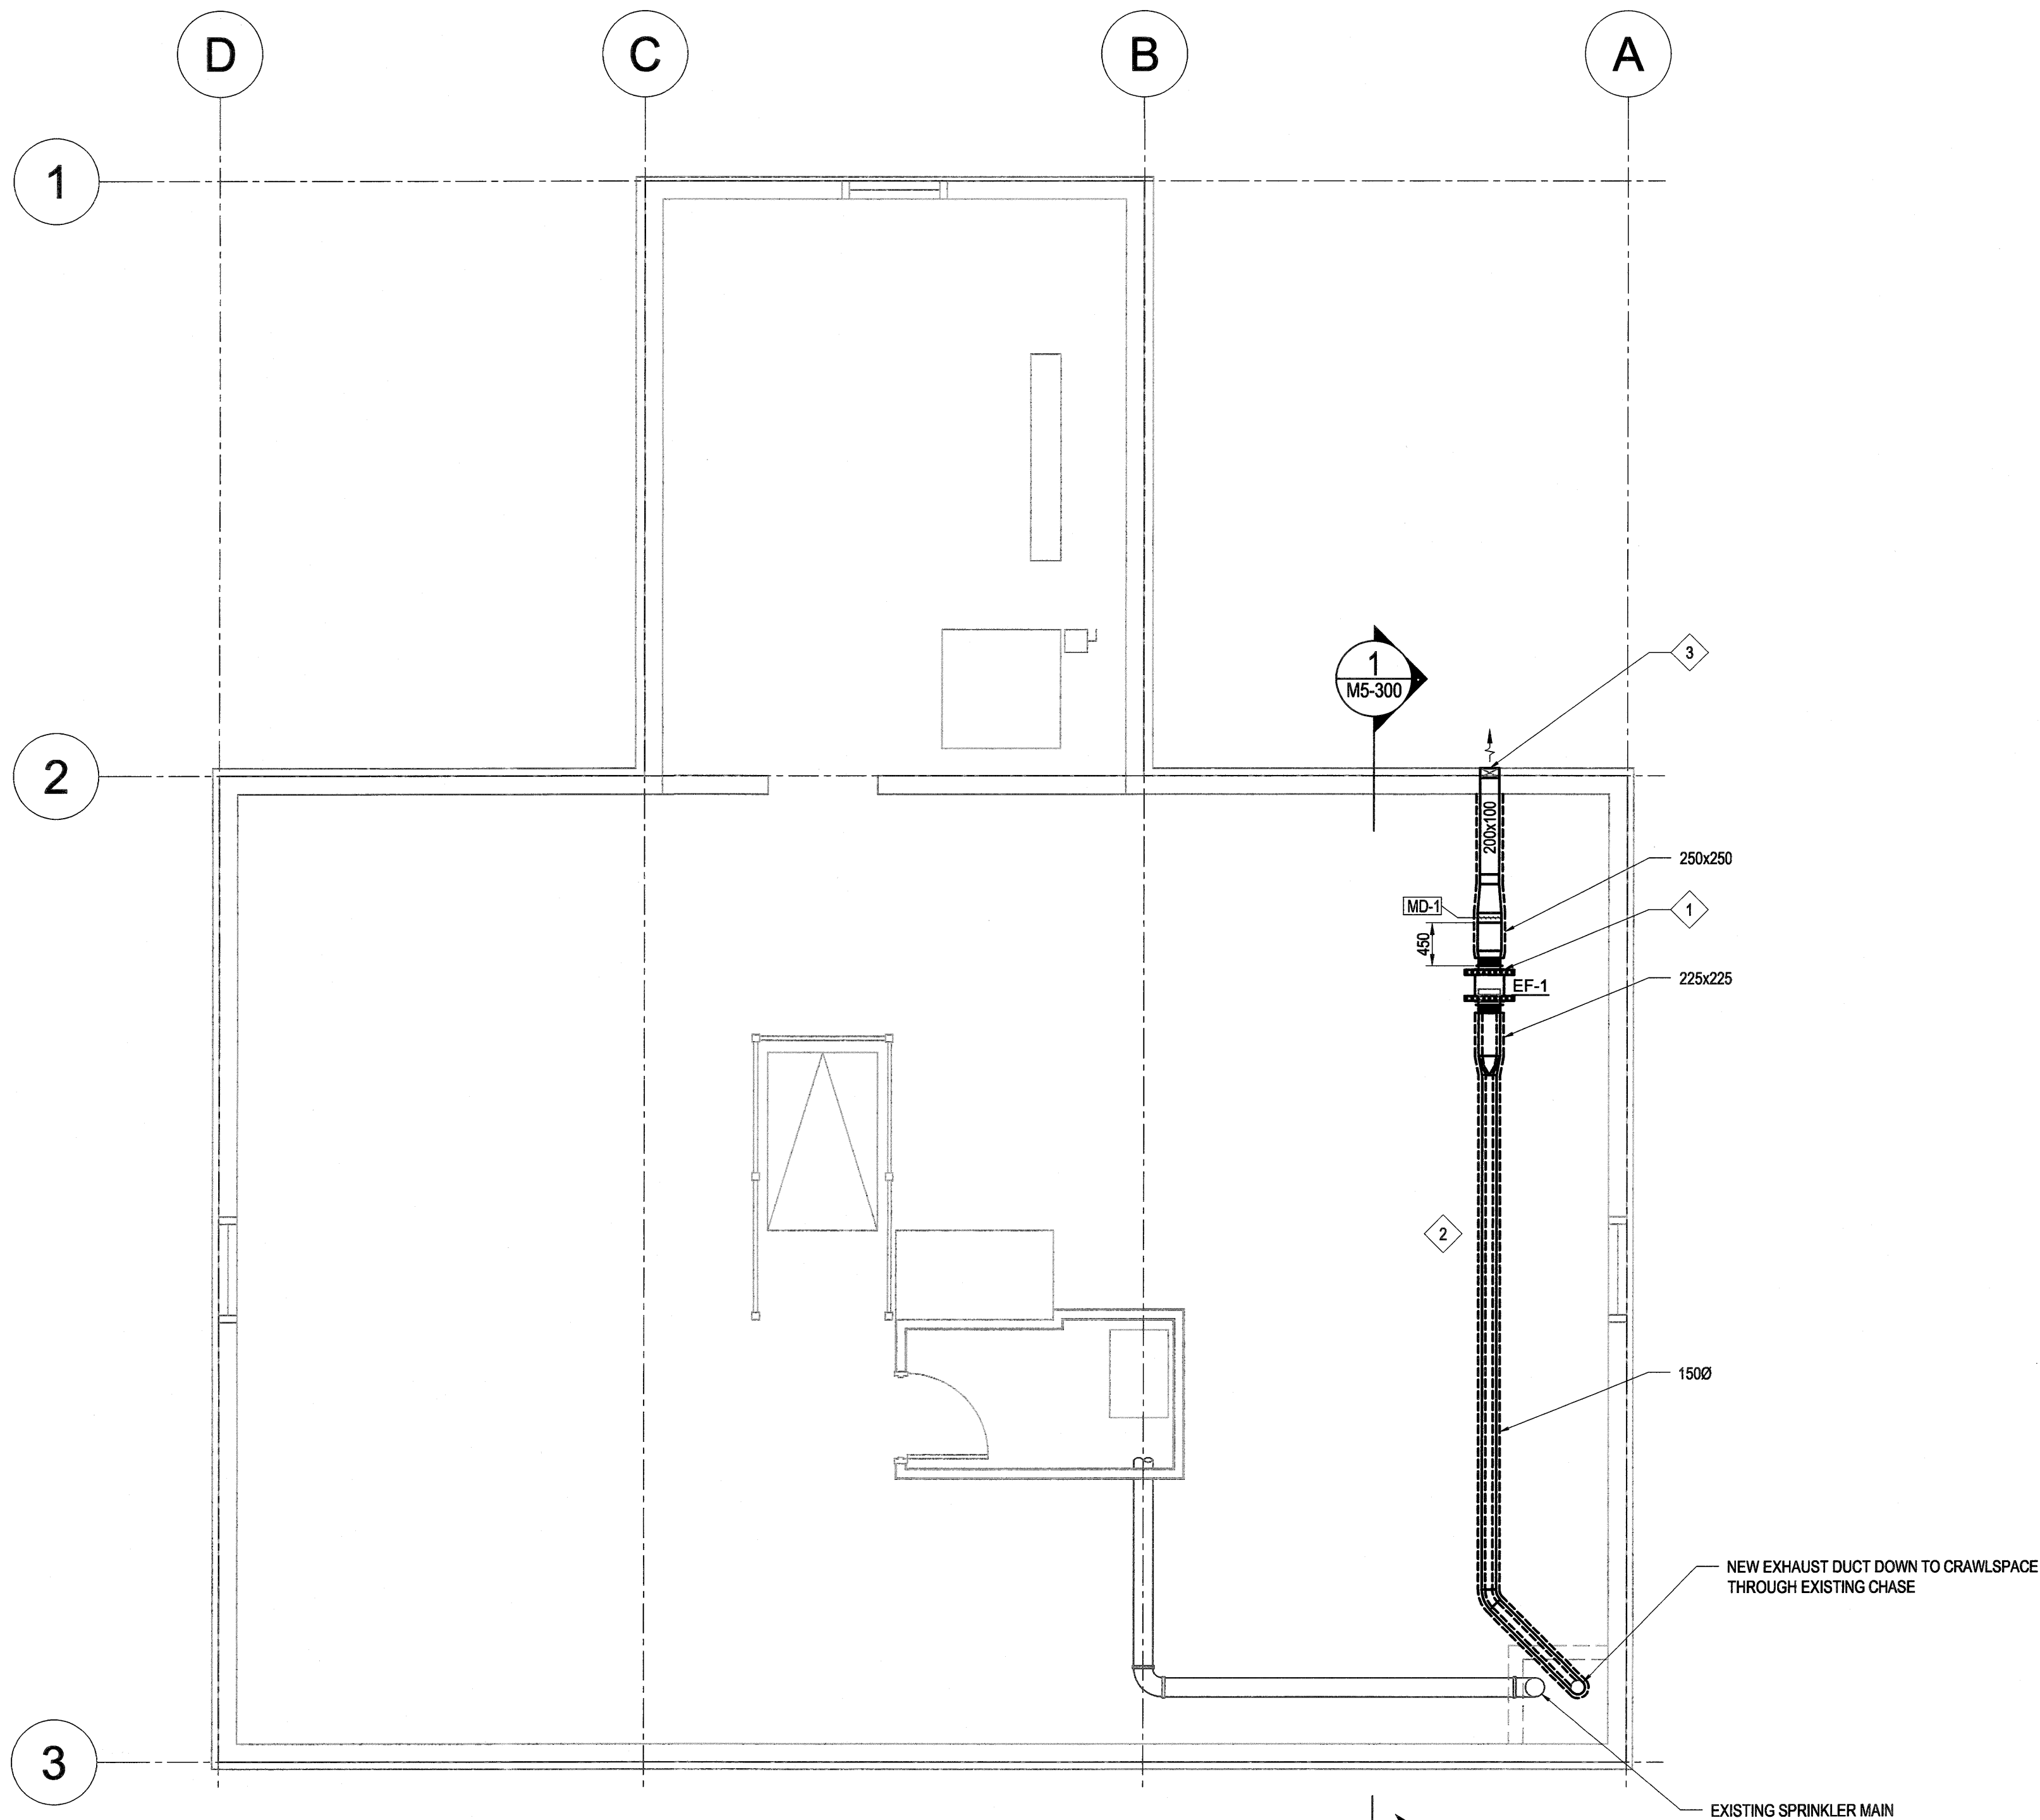 D
C
B
A
1
2
3
1
M5-300
3
200x100
250x250
MD-1
1
450
EF-1
225x225
2
150Ø
NEW EXHAUST DUCT DOWN TO CRAWLSPACE
THROUGH EXISTING CHASE
EXISTING SPRINKLER MAIN